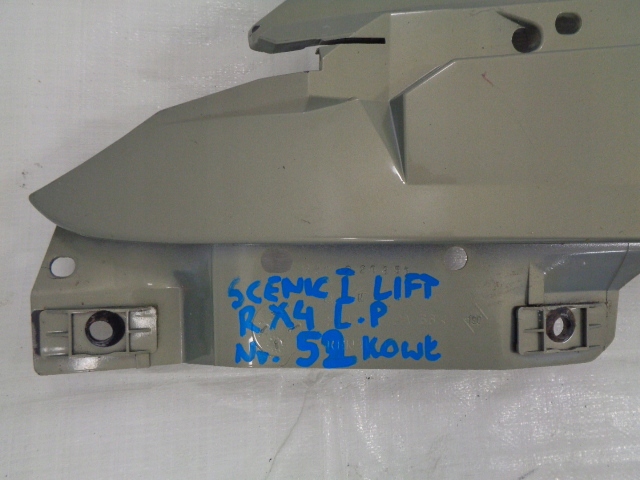 SCENIC I LIFT
RX4 L.P
Nr. 52 KOWL